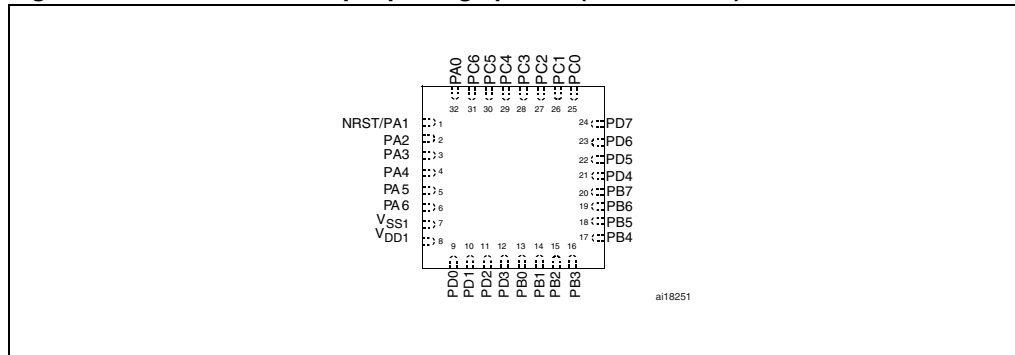 PA0 PC6 PC5 PC4 PC3 PC2 PC1 PC0
32 31 30 29 28 27 26 25
NRST/PA1 1 24 PD7
PA2 2 23 PD6
PA3 3 22 PD5
PA4 4 21 PD4
PA5 5 20 PB7
PA6 6 19 PB6
VSS1 7 18 PB5
VDD1 8 17 PB4
9 10 11 12 13 14 15 16
PD0 PD1 PD2 PD3 PB0 PB1 PB2 PB3
ai18251